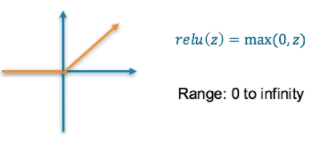 relu(z) = max(0, z)
Range: 0 to infinity